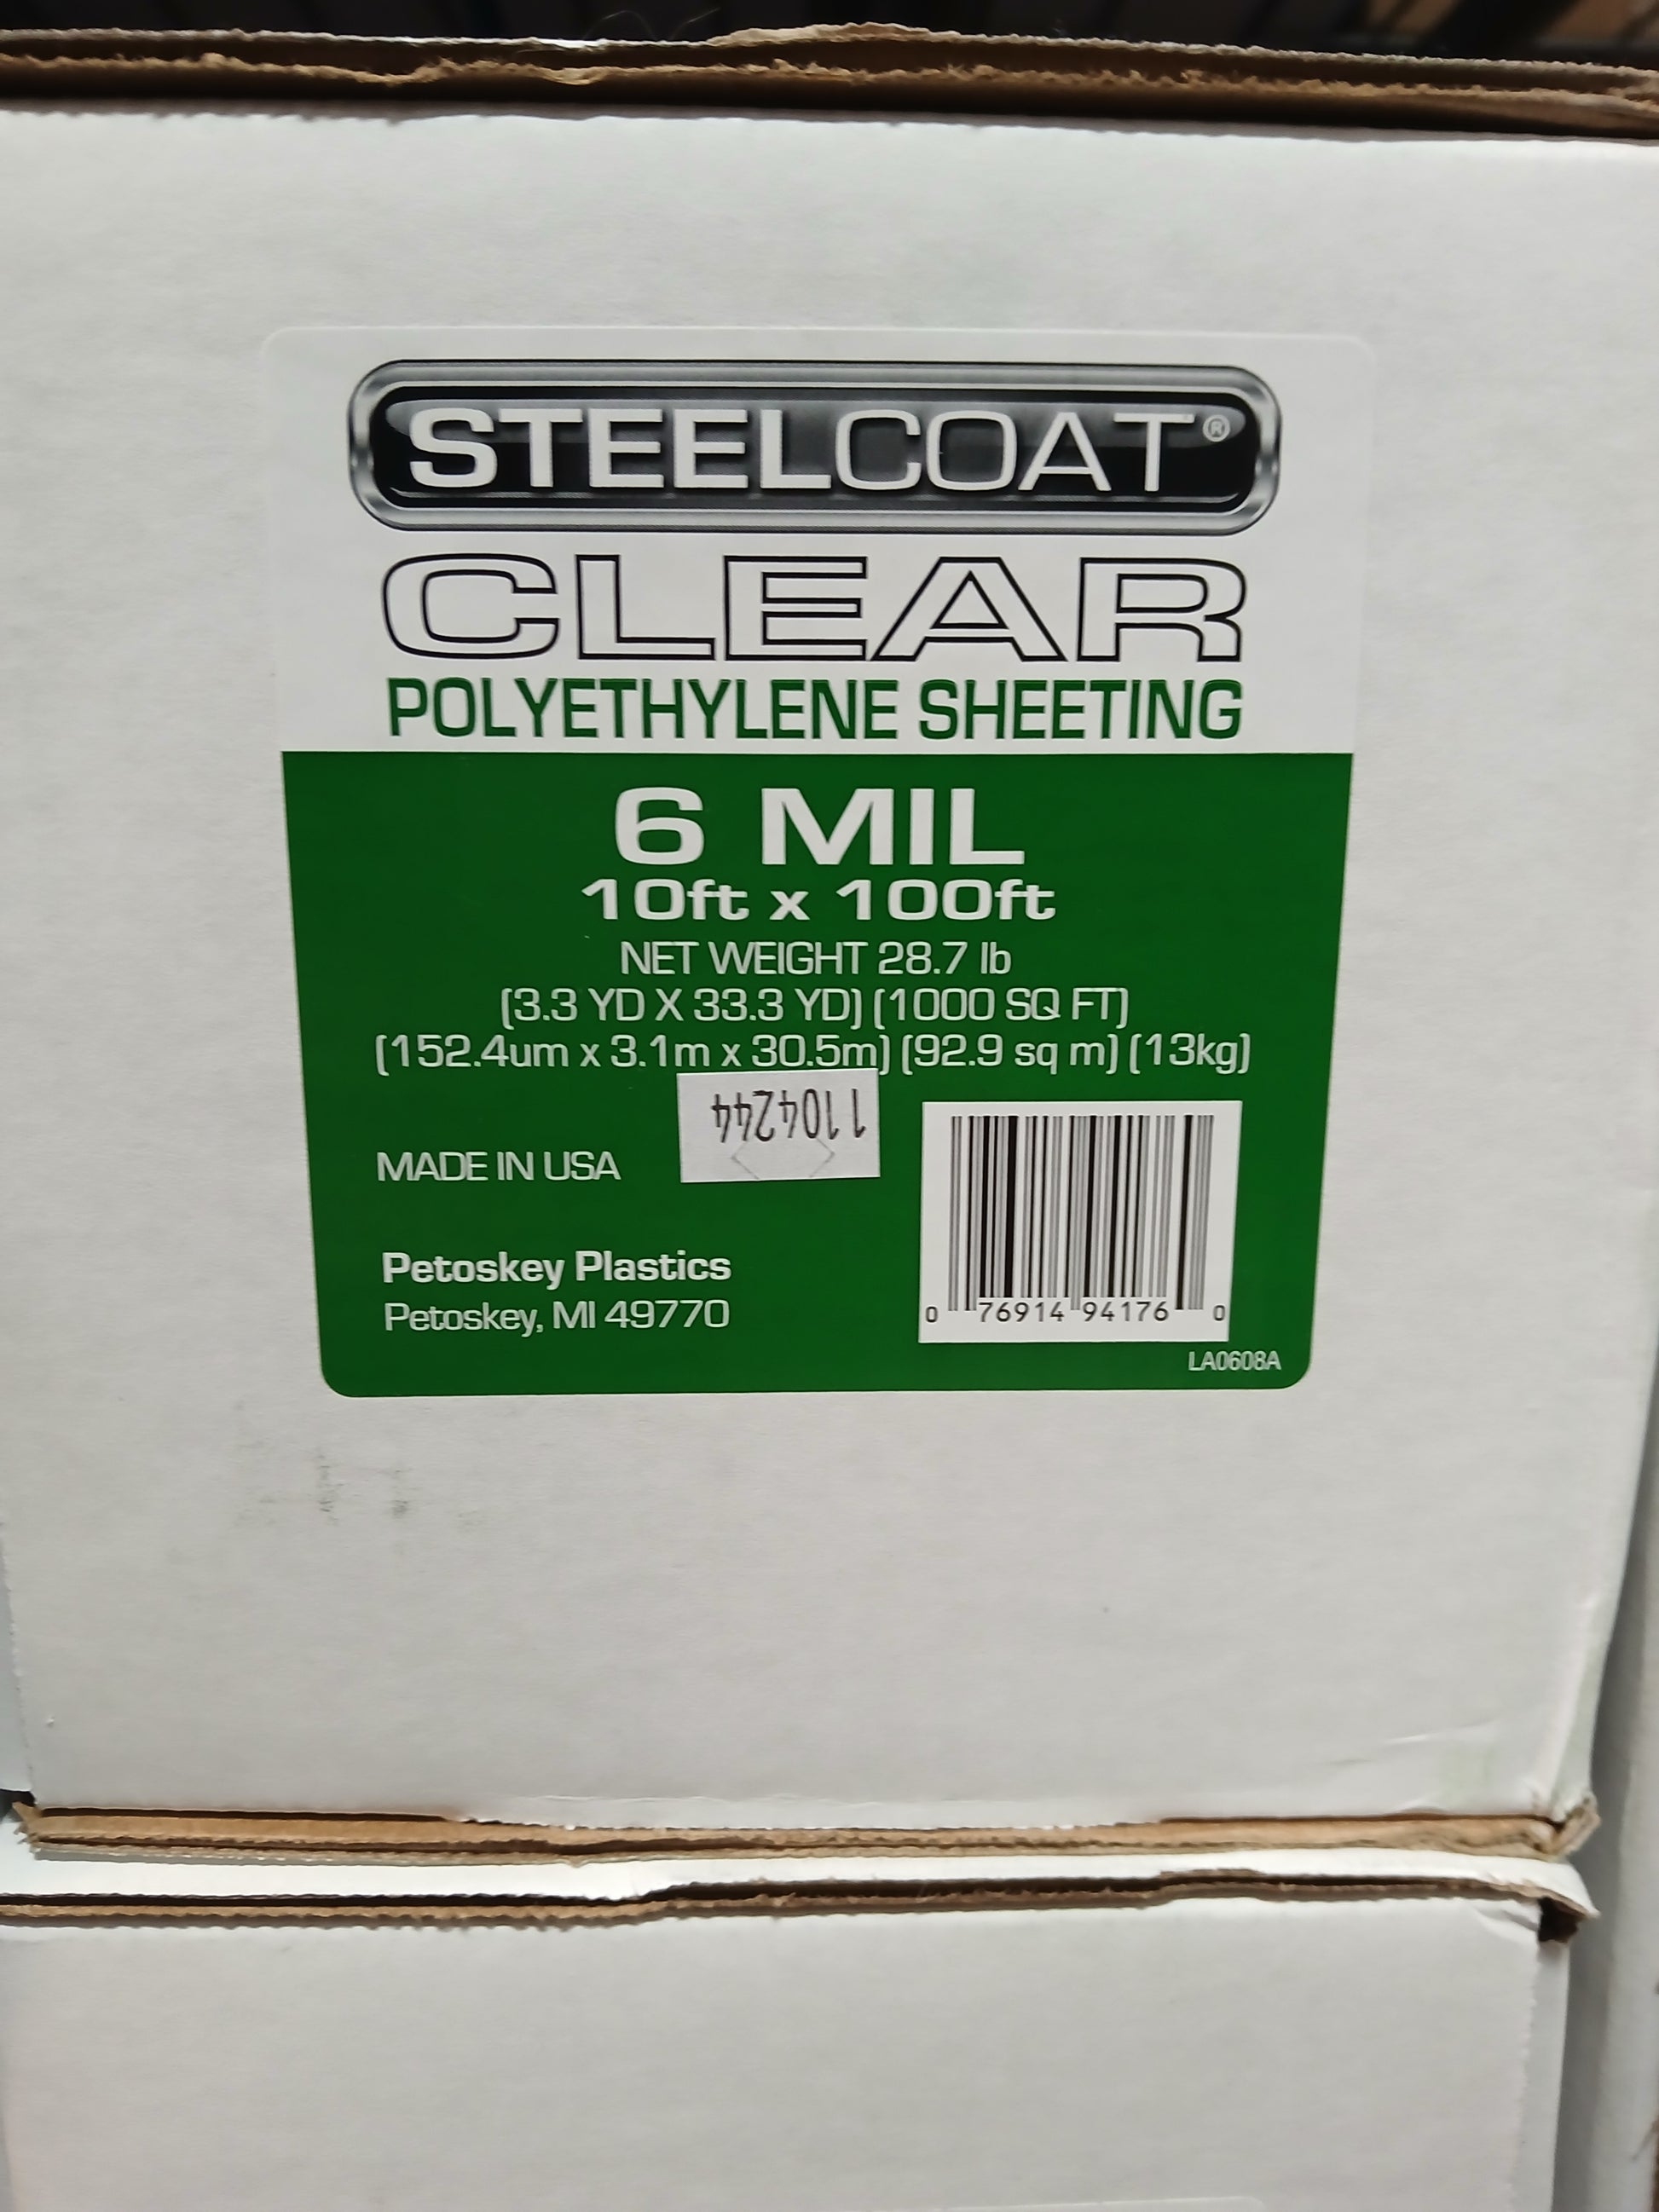 STEELCOAT®
CLEAR
POLYETHYLENE SHEETING
6 MIL
10ft x 100ft
NET WEIGHT 28.7 lb
(3.3 YD X 33.3 YD) (1000 SQ FT)
(152.4um x 3.1m x 30.5m) (92.9 sq m) (13kg)
1104244
MADE IN USA
Petoskey Plastics
Petoskey, MI 49770
0 76914 94176 0
LA0608A